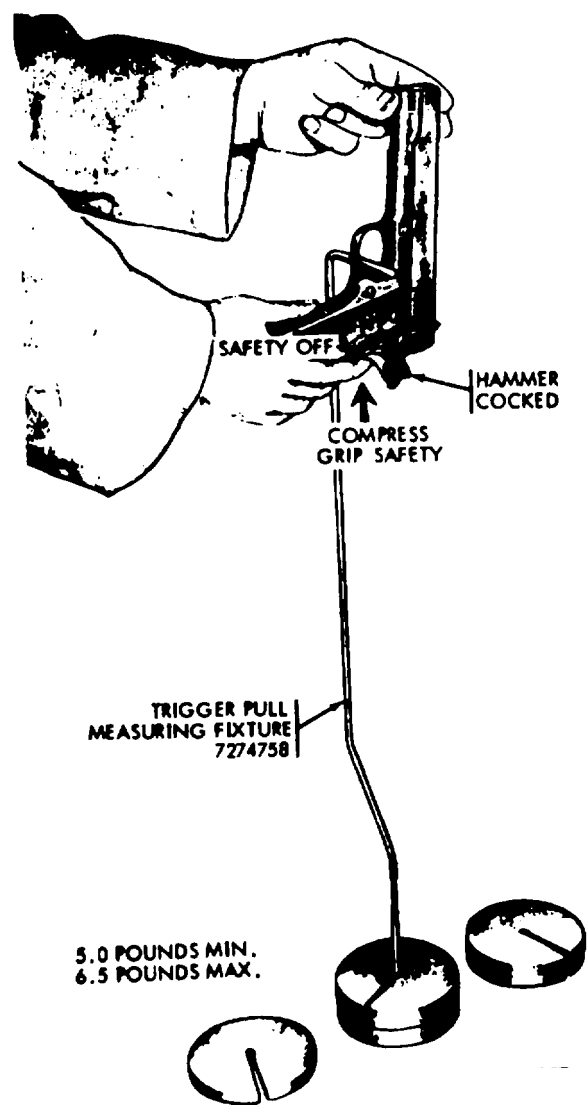 SAFETY OFF
HAMMER
COCKED
COMPRESS
GRIP SAFETY
TRIGGER PULL
MEASURING FIXTURE
7274758
5.0 POUNDS MIN.
6.5 POUNDS MAX.